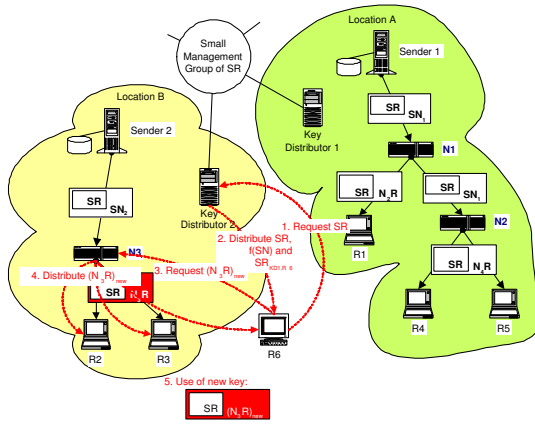 Small
Management
Group of SR
Location A
Sender 1
SR
SN1
Key
Distributor 1
N1
SR
N2R
SR
SN1
R1
N2
SR
N4R
R4
R5
Location B
Sender 2
SR
SN2
Key
Distributor 2
N3
1. Request SR
2. Distribute SR,
f(SN) and
SR
3. Request (N3R)new
4. Distribute (N3R)new
SR
N3R
R2
R3
R6
5. Use of new key:
SR
(N3R)new